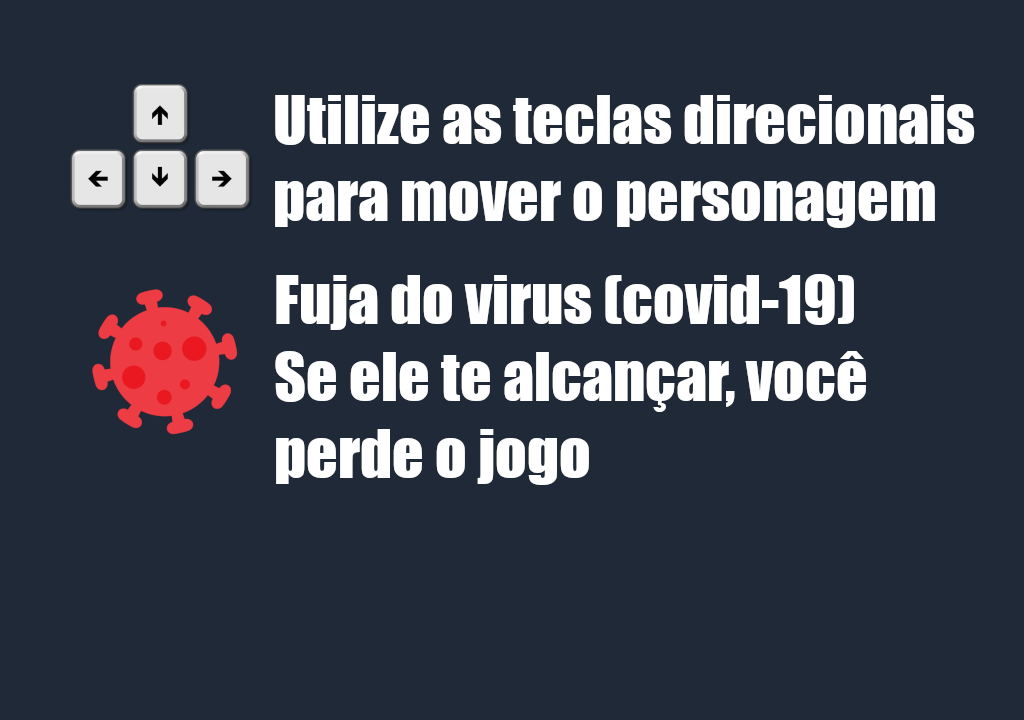 Utilize as teclas direcionais
para mover o personagem
Fuja do virus (covid-19)
Se ele te alcançar, você
perde o jogo